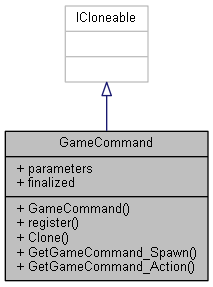 ICloneable
GameCommand
+ parameters
+ finalized
+ GameCommand()
+ register()
+ Clone()
+ GetGameCommand_Spawn()
+ GetGameCommand_Action()